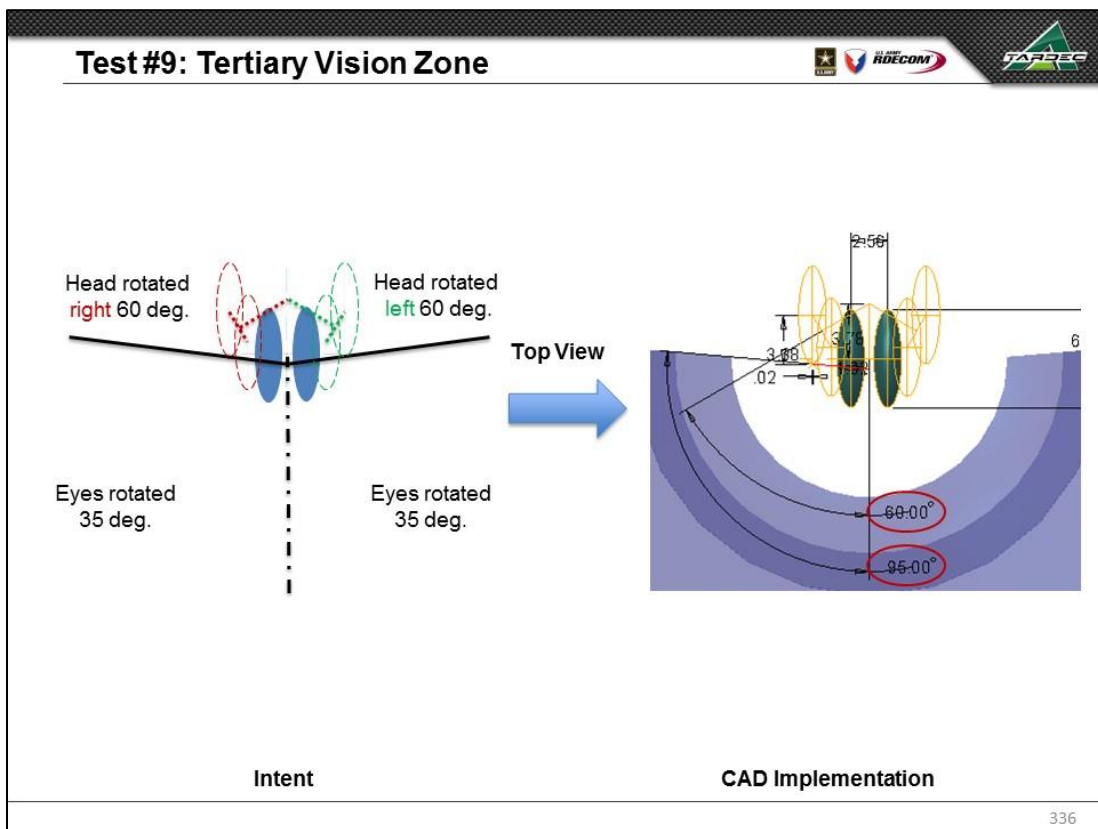 Test #9: Tertiary Vision Zone
U.S.ARMY
U.S. ARMY
RDECOM
TARDEC
Head rotated
right 60 deg.
Head rotated
left 60 deg.
Eyes rotated
35 deg.
Eyes rotated
35 deg.
Top View
2.56
6
.02
60.00°
95.00°
Intent
CAD Implementation
336